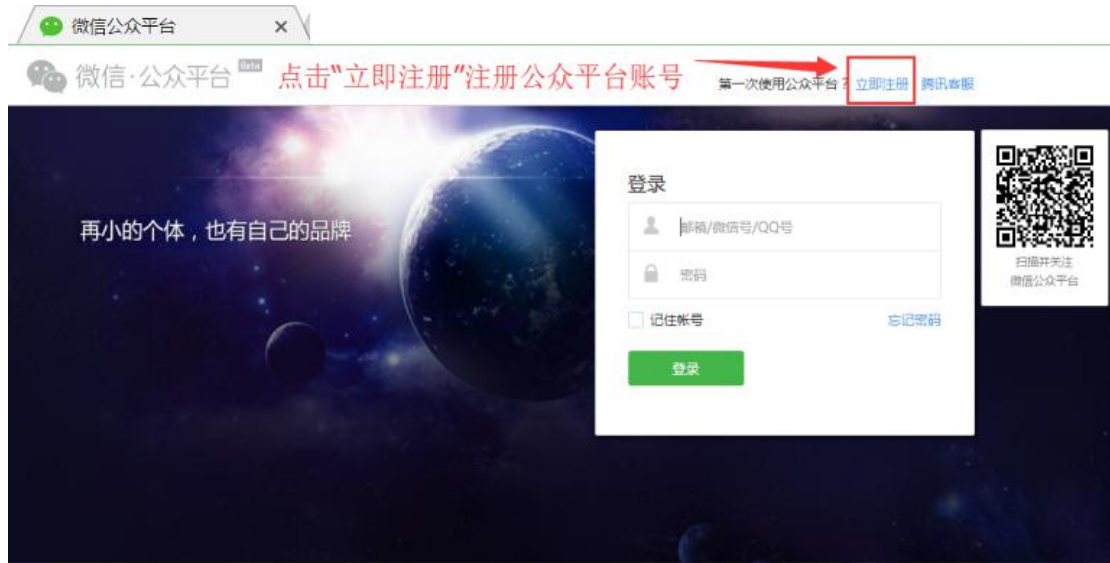 微信公众平台
微信·公众平台 Beta 点击“立即注册”注册公众平台账号 第一次使用公众平台？立即注册 腾讯客服
再小的个体，也有自己的品牌
登录
邮箱/微信号/QQ号
密码
记住帐号 忘记密码
登录
扫描并关注
微信公众平台